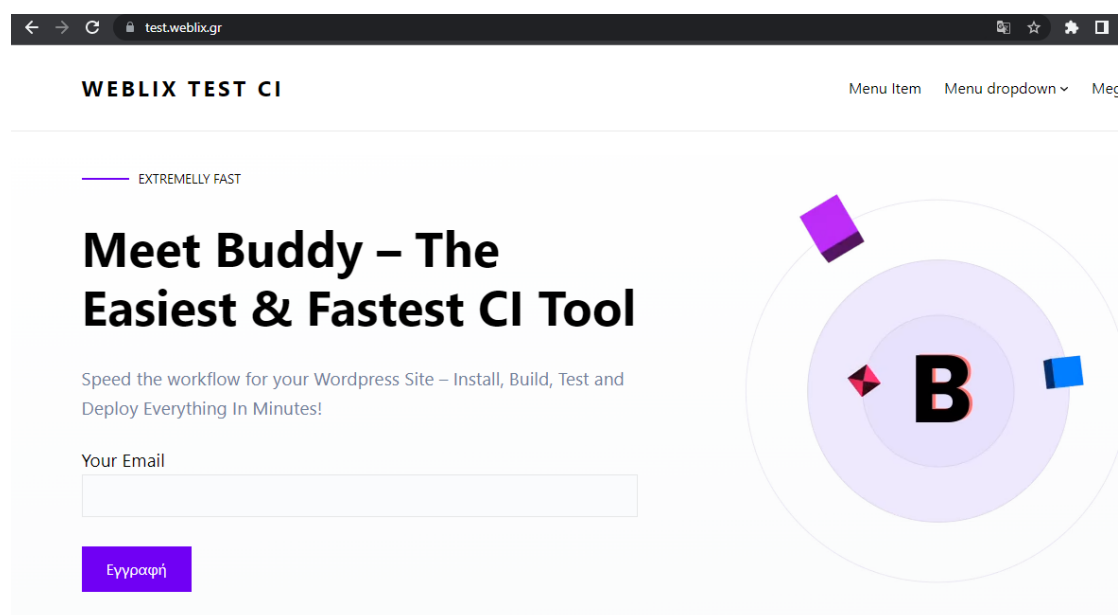 test.weblix.gr
WEBLIX TEST CI
Menu Item Menu dropdown
EXTREMELLY FAST
Meet Buddy – The
Easiest & Fastest CI Tool
B
Speed the workflow for your Wordpress Site – Install, Build, Test and
Deploy Everything In Minutes!
Your Email
Εγγραφή